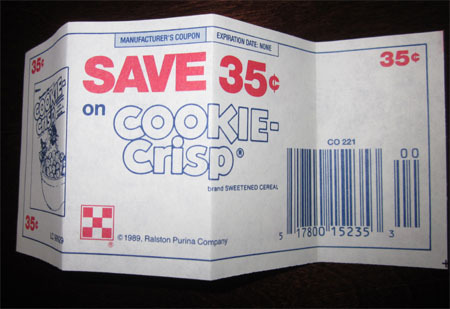 MANUFACTURER'S COUPON
EXPIRATION DATE: NONE
35¢
SAVE 35¢
35¢
on COOKIE-
Crisp®
brand SWEETENED CEREAL
COOKIE-
CO 221
00
5 17800 15235 3
35¢
© 1989, Ralston Purina Company